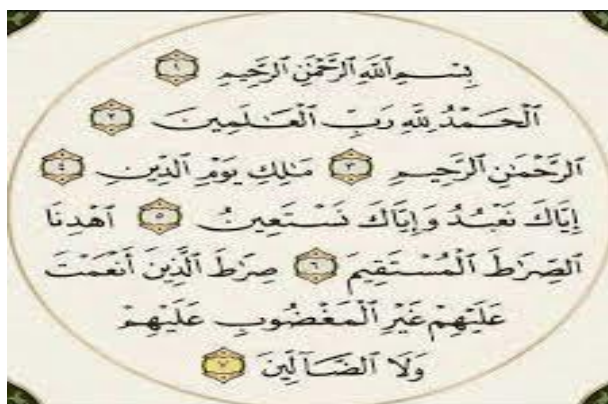 بِسْمِ ٱللَّهِ ٱلرَّحْمَٰنِ ٱلرَّحِيمِ ١
ٱلْحَمْدُ لِلَّهِ رَبِّ ٱلْعَـٰلَمِينَ ٢
ٱلرَّحْمَٰنِ ٱلرَّحِيمِ ٣ مَـٰلِكِ يَوْمِ ٱلدِّينِ ٤
إِيَّاكَ نَعْبُدُ وَإِيَّاكَ نَسْتَعِينُ ٥ ٱهْدِنَا
ٱلصِّرَٰطَ ٱلْمُسْتَقِيمَ ٦ صِرَٰطَ ٱلَّذِينَ أَنْعَمْتَ
عَلَيْهِمْ غَيْرِ ٱلْمَغْضُوبِ عَلَيْهِمْ
وَلَا ٱلضَّآلِّينَ ٧